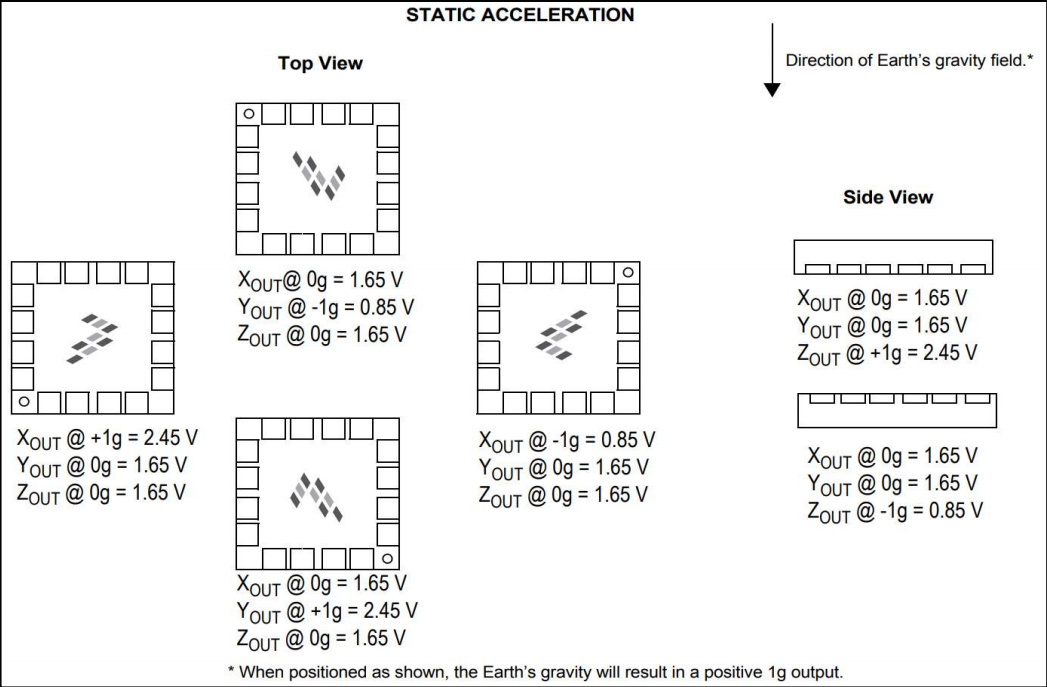 STATIC ACCELERATION
Direction of Earth's gravity field.*
Top View
Side View
XOUT@ 0g = 1.65 V
YOUT @ -1g = 0.85 V
ZOUT @ 0g = 1.65 V
XOUT @ +1g = 2.45 V
YOUT @ 0g = 1.65 V
ZOUT @ 0g = 1.65 V
XOUT @ -1g = 0.85 V
YOUT @ 0g = 1.65 V
ZOUT @ 0g = 1.65 V
XOUT @ 0g = 1.65 V
YOUT @ +1g = 2.45 V
ZOUT @ 0g = 1.65 V
XOUT @ 0g = 1.65 V
YOUT @ 0g = 1.65 V
ZOUT @ +1g = 2.45 V
XOUT @ 0g = 1.65 V
YOUT @ 0g = 1.65 V
ZOUT @ -1g = 0.85 V
* When positioned as shown, the Earth's gravity will result in a positive 1g output.